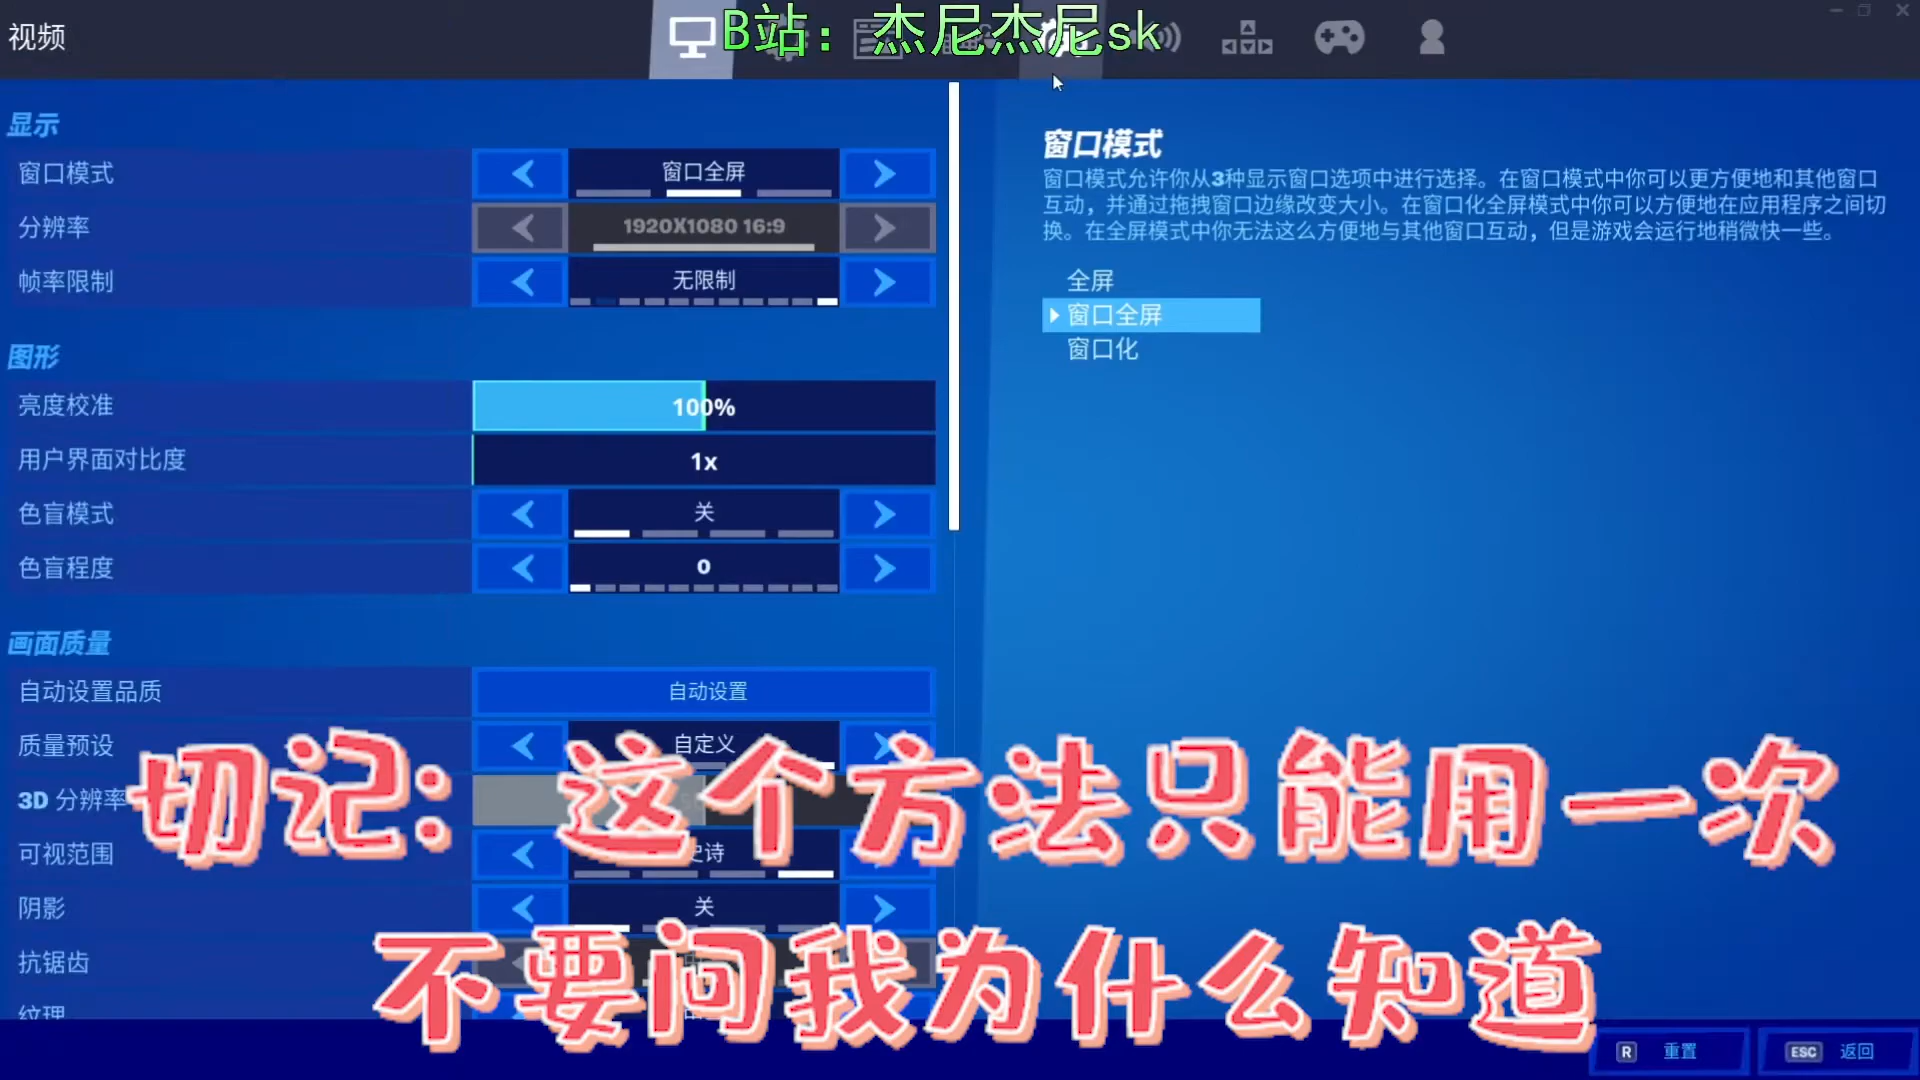 视频
B站：杰尼杰尼sk
显示
窗口模式
窗口全屏
分辨率
1920X1080 16:9
帧率限制
无限制
图形
亮度校准
100%
用户界面对比度
1x
色盲模式
关
色盲程度
0
画面质量
自动设置品质
自动设置
质量预设
自定义
3D 分辨率
可视范围
史诗
阴影
关
抗锯齿
纹理
窗口模式
窗口模式允许你从3种显示窗口选项中进行选择。在窗口模式中你可以更方便地和其他窗口
互动，并通过拖拽窗口边缘改变大小。在窗口化全屏模式中你可以方便地在应用程序之间切
换。在全屏模式中你无法这么方便地与其他窗口互动，但是游戏会运行地稍微快一些。
全屏
窗口全屏
窗口化
切记：这个方法只能用一次
不要问我为什么知道
R 重置
ESC 返回